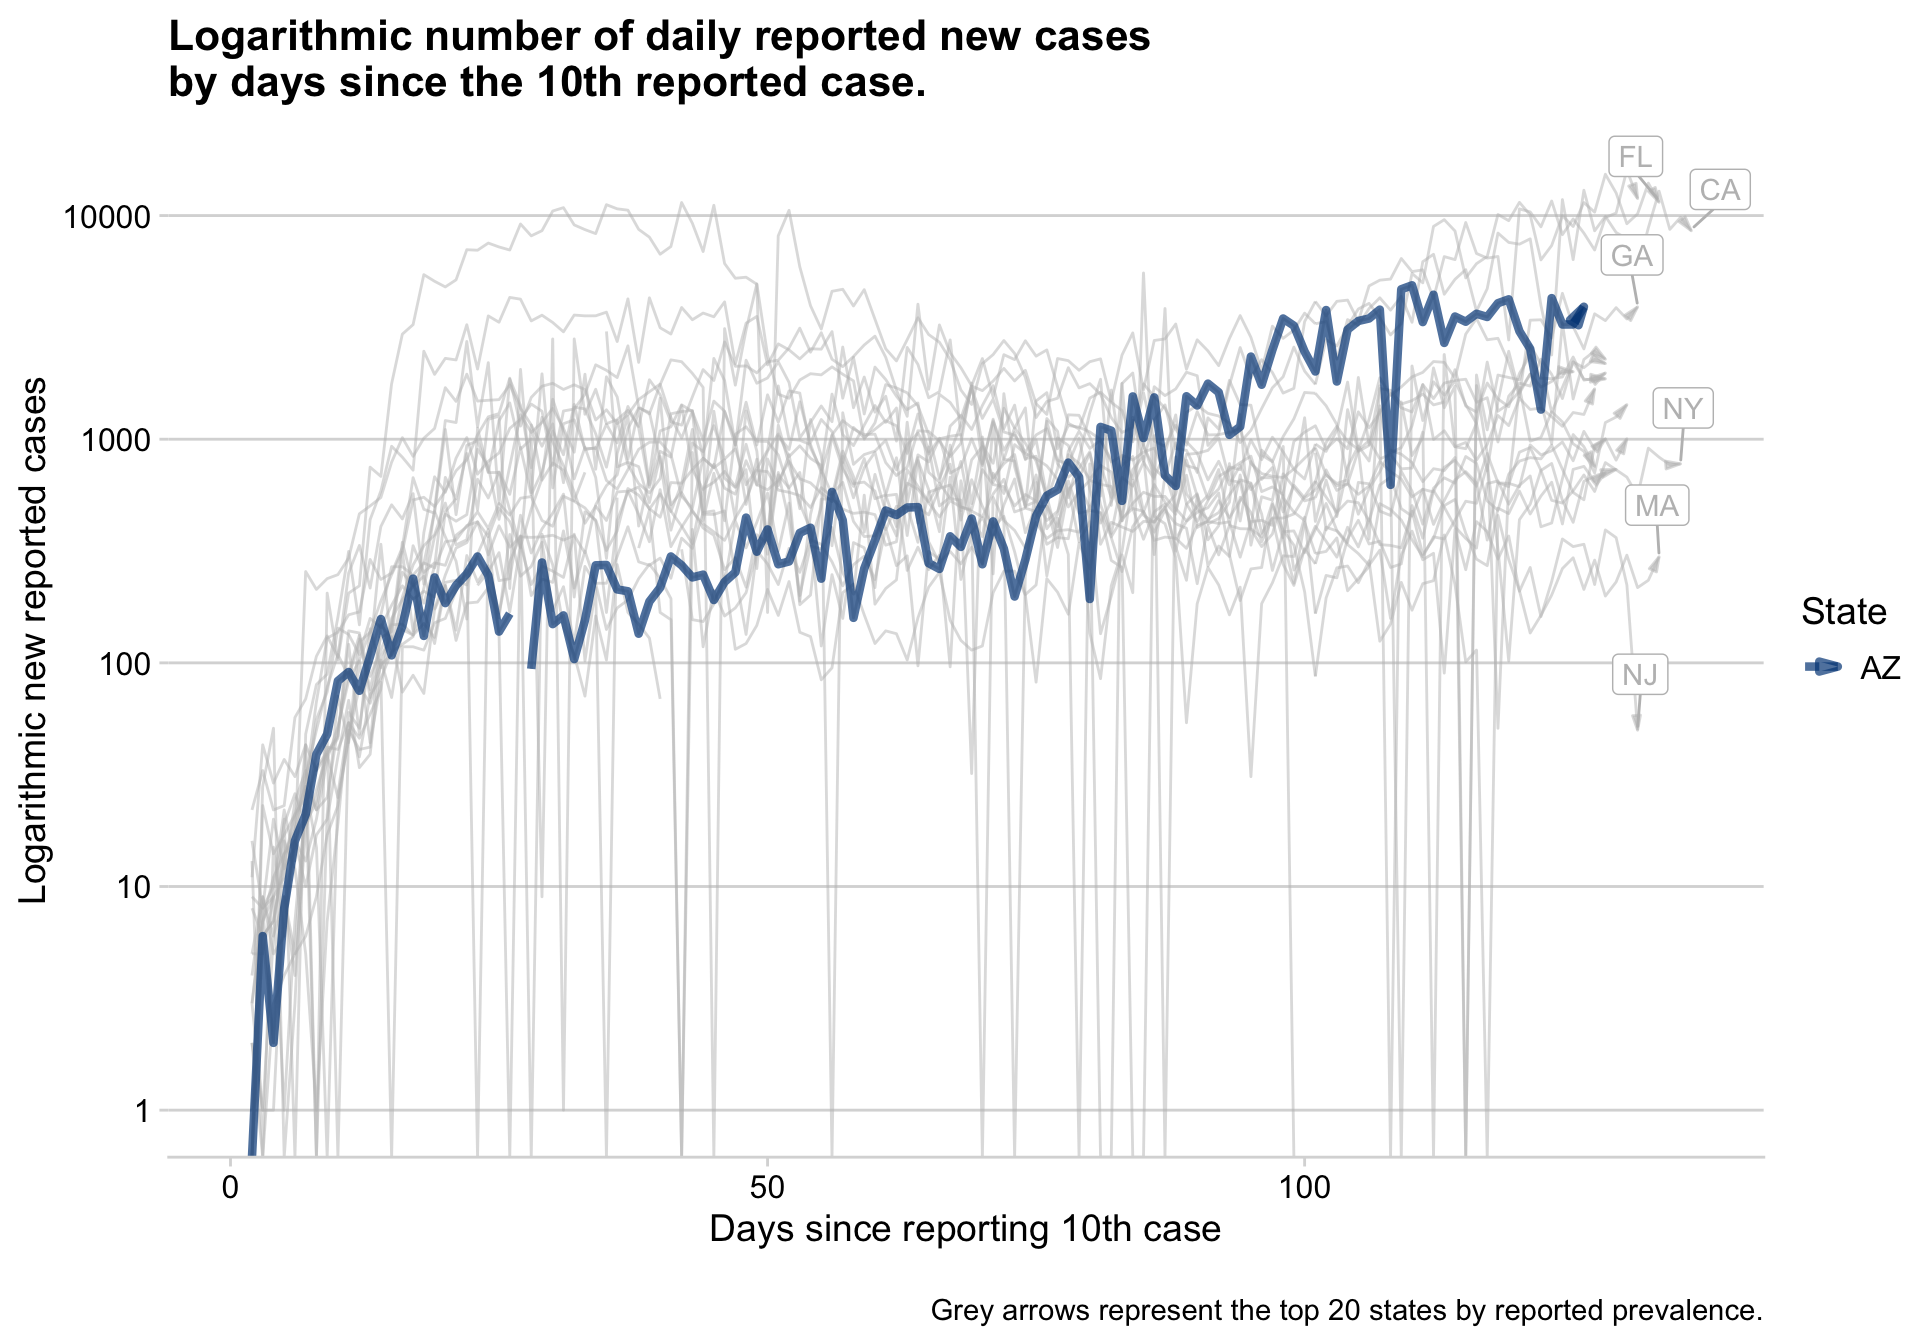 Logarithmic number of daily reported new cases
by days since the 10th reported case.
Logarithmic new reported cases
10000
1000
100
10
1
FL
CA
GA
NY
MA
NJ
State
AZ
0
50
100
Days since reporting 10th case
Grey arrows represent the top 20 states by reported prevalence.